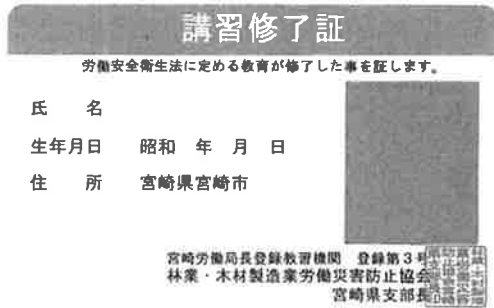 講習修了証
労働安全衛生法に定める教育が修了した事を証します。
氏 名
生年月日 昭和 年 月 日
住 所 宮崎県宮崎市
宮崎労働局長登録教習機関 登録第3号
林業・木材製造業労働災害防止協会
宮崎県支部長